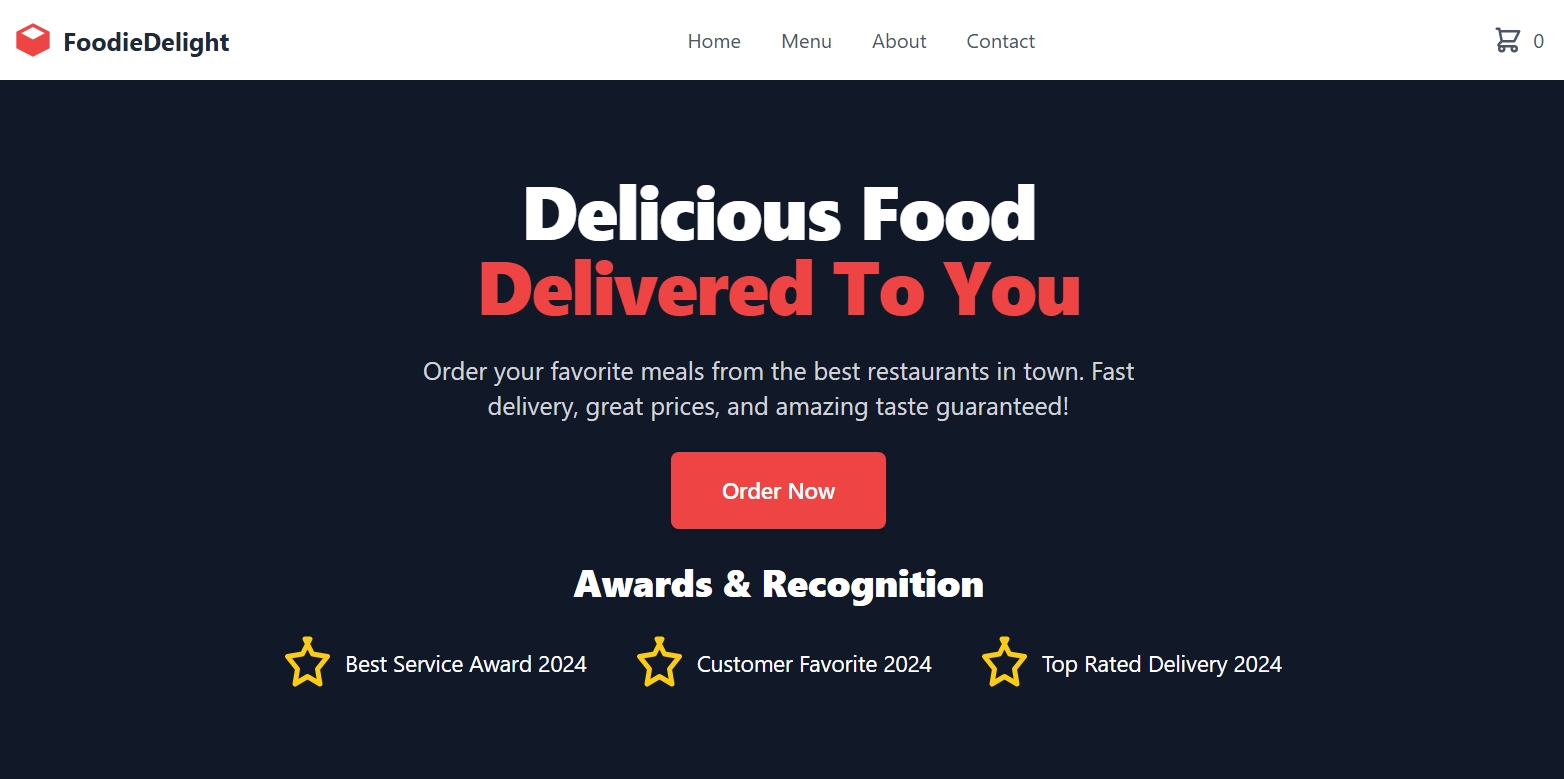 FoodieDelight
Home
Menu
About
Contact
0
Delicious Food
Delivered To You
Order your favorite meals from the best restaurants in town. Fast
delivery, great prices, and amazing taste guaranteed!
Order Now
Awards & Recognition
Best Service Award 2024
Customer Favorite 2024
Top Rated Delivery 2024